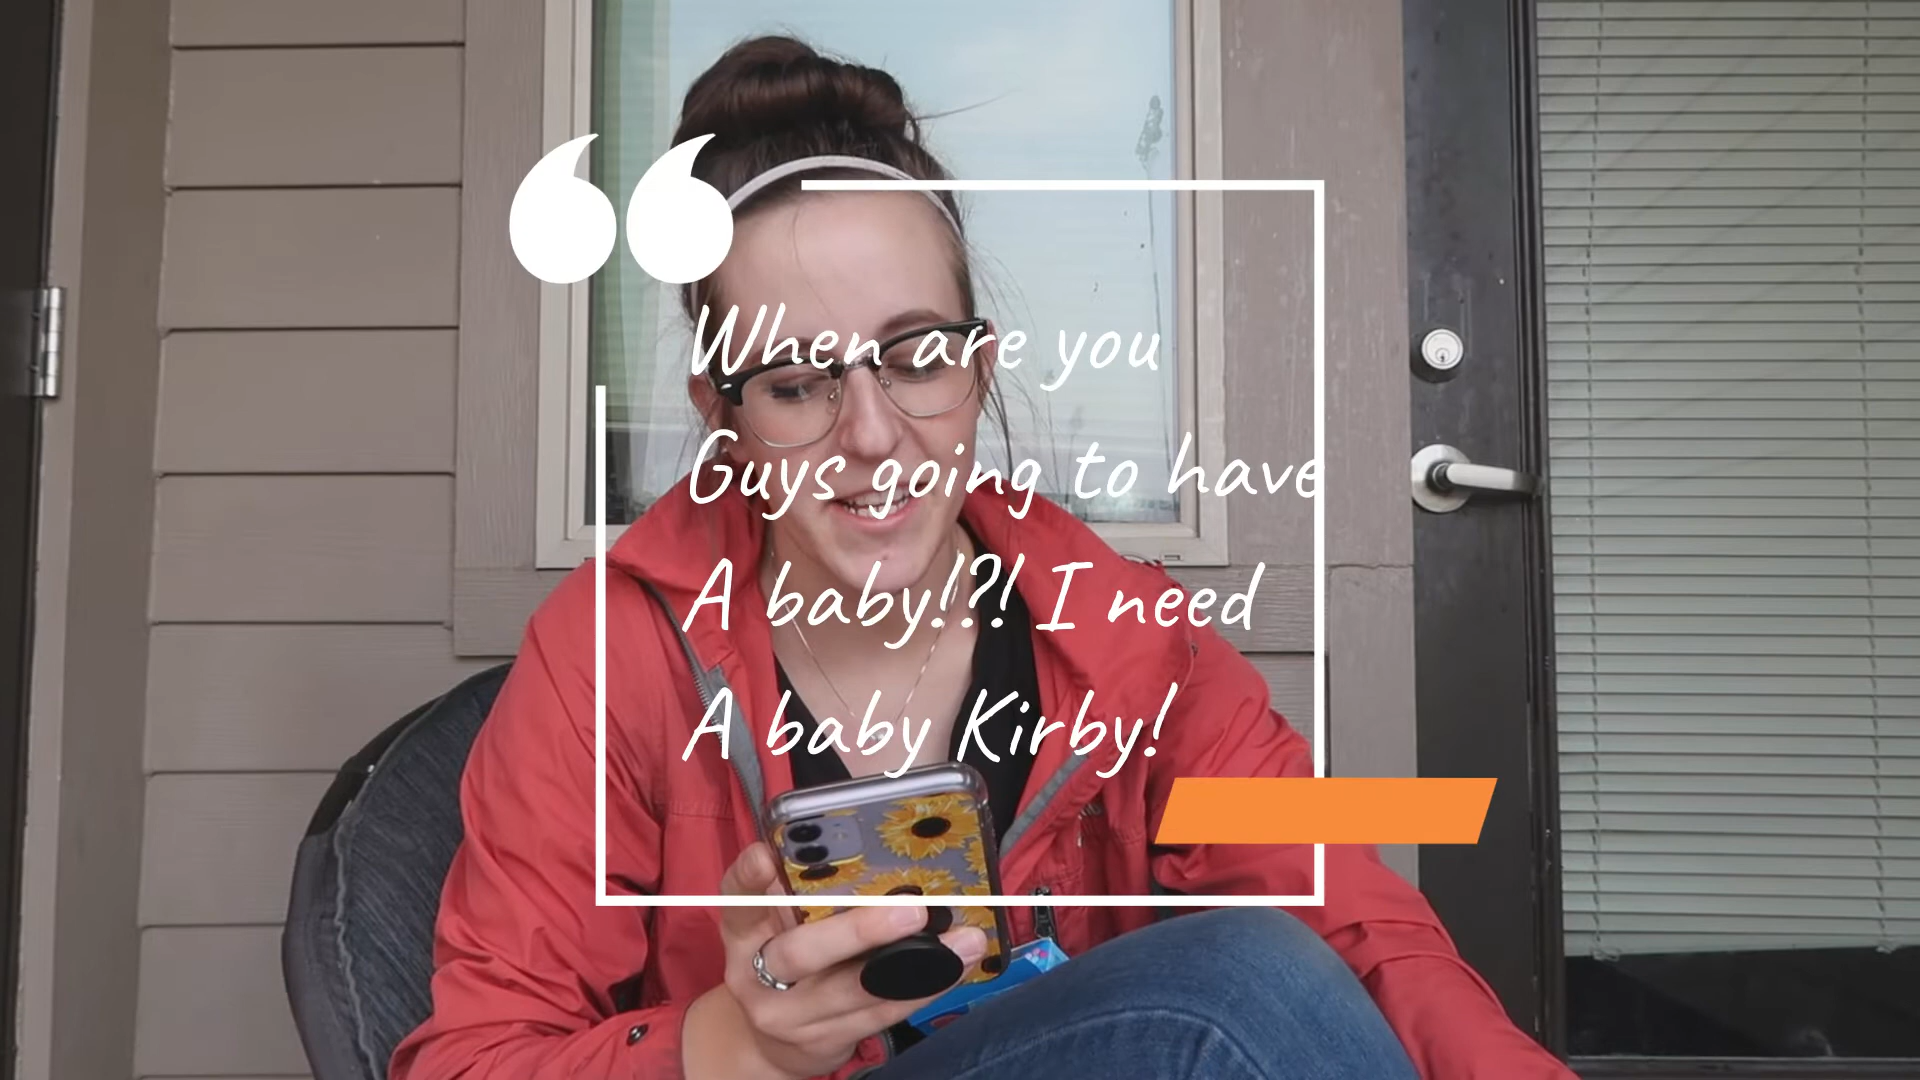 When are you
Guys going to have
A baby!?! I need
A baby Kirby!